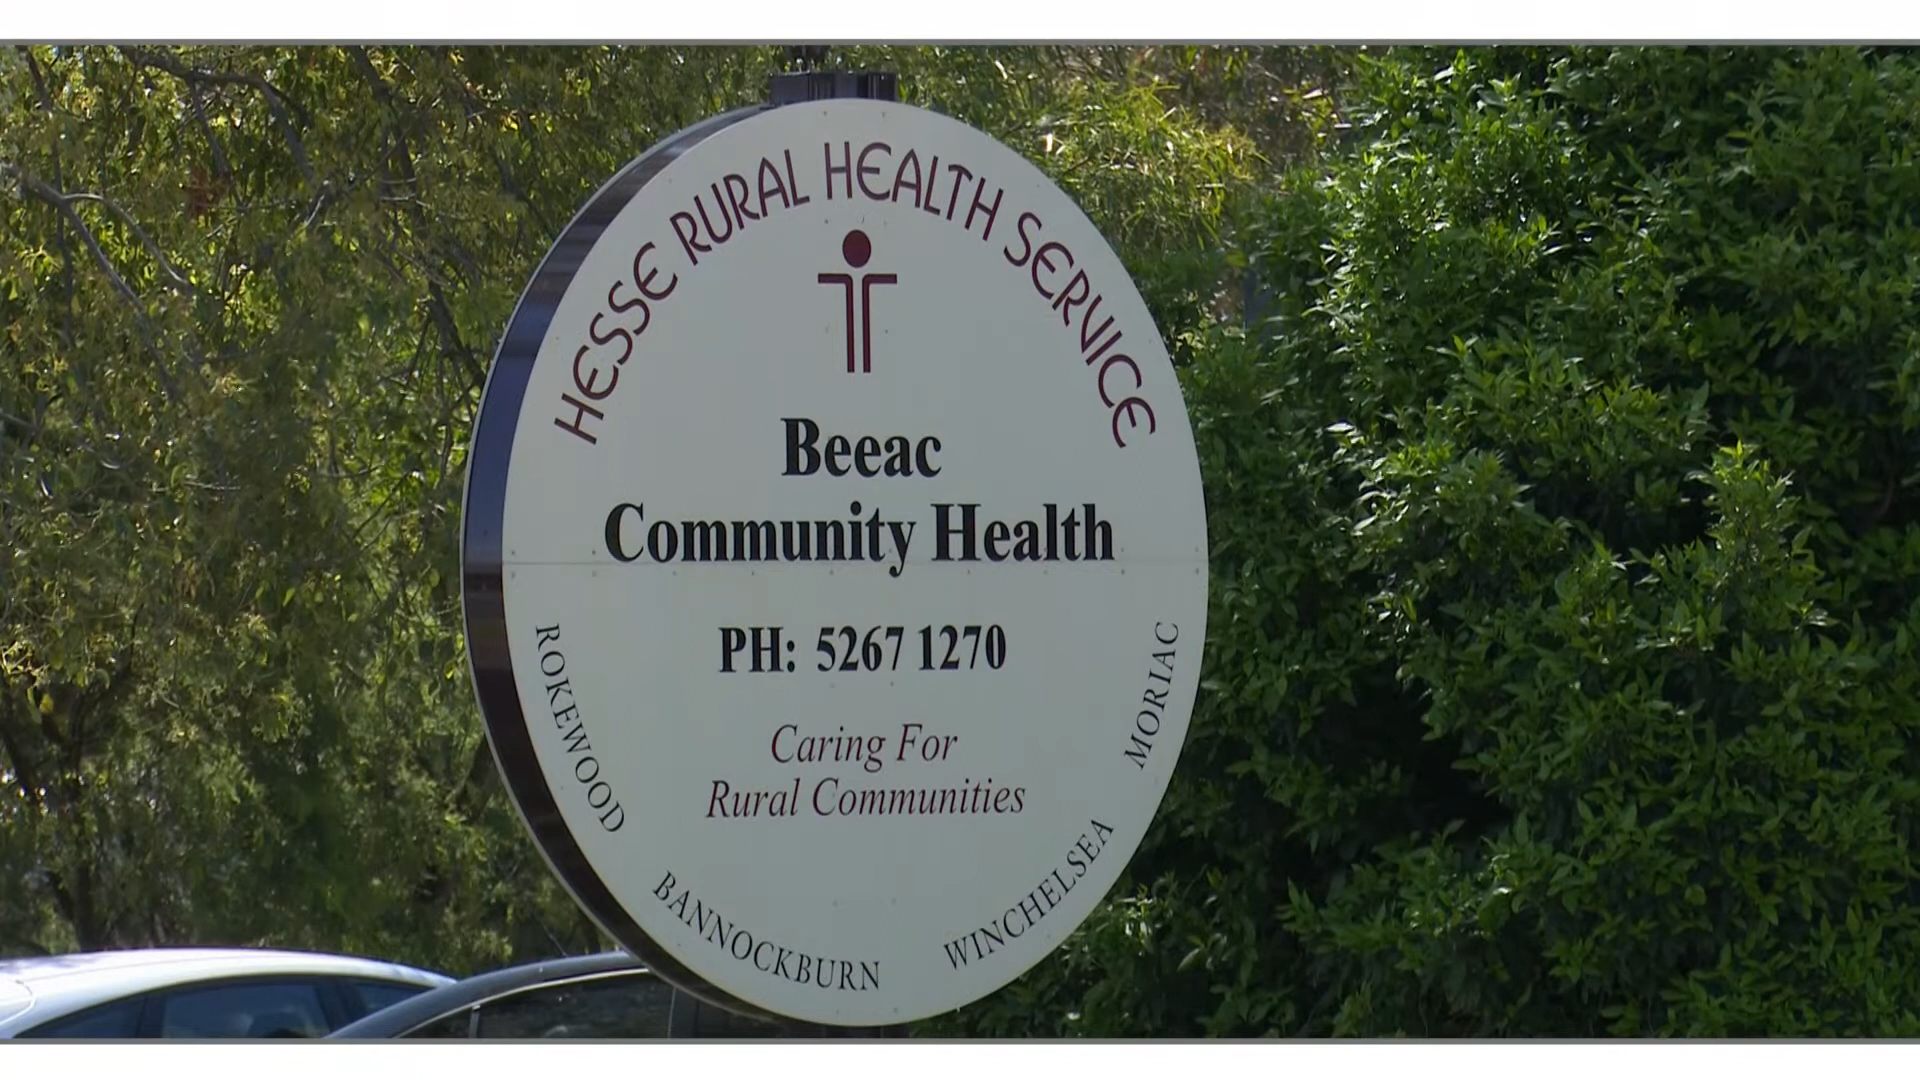 HESSE RURAL HEALTH SERVICE
Beeac
Community Health
PH: 5267 1270
Caring For
Rural Communities
ROKEWOOD
BANNOCKBURN
WINCHELSEA
MORIAC